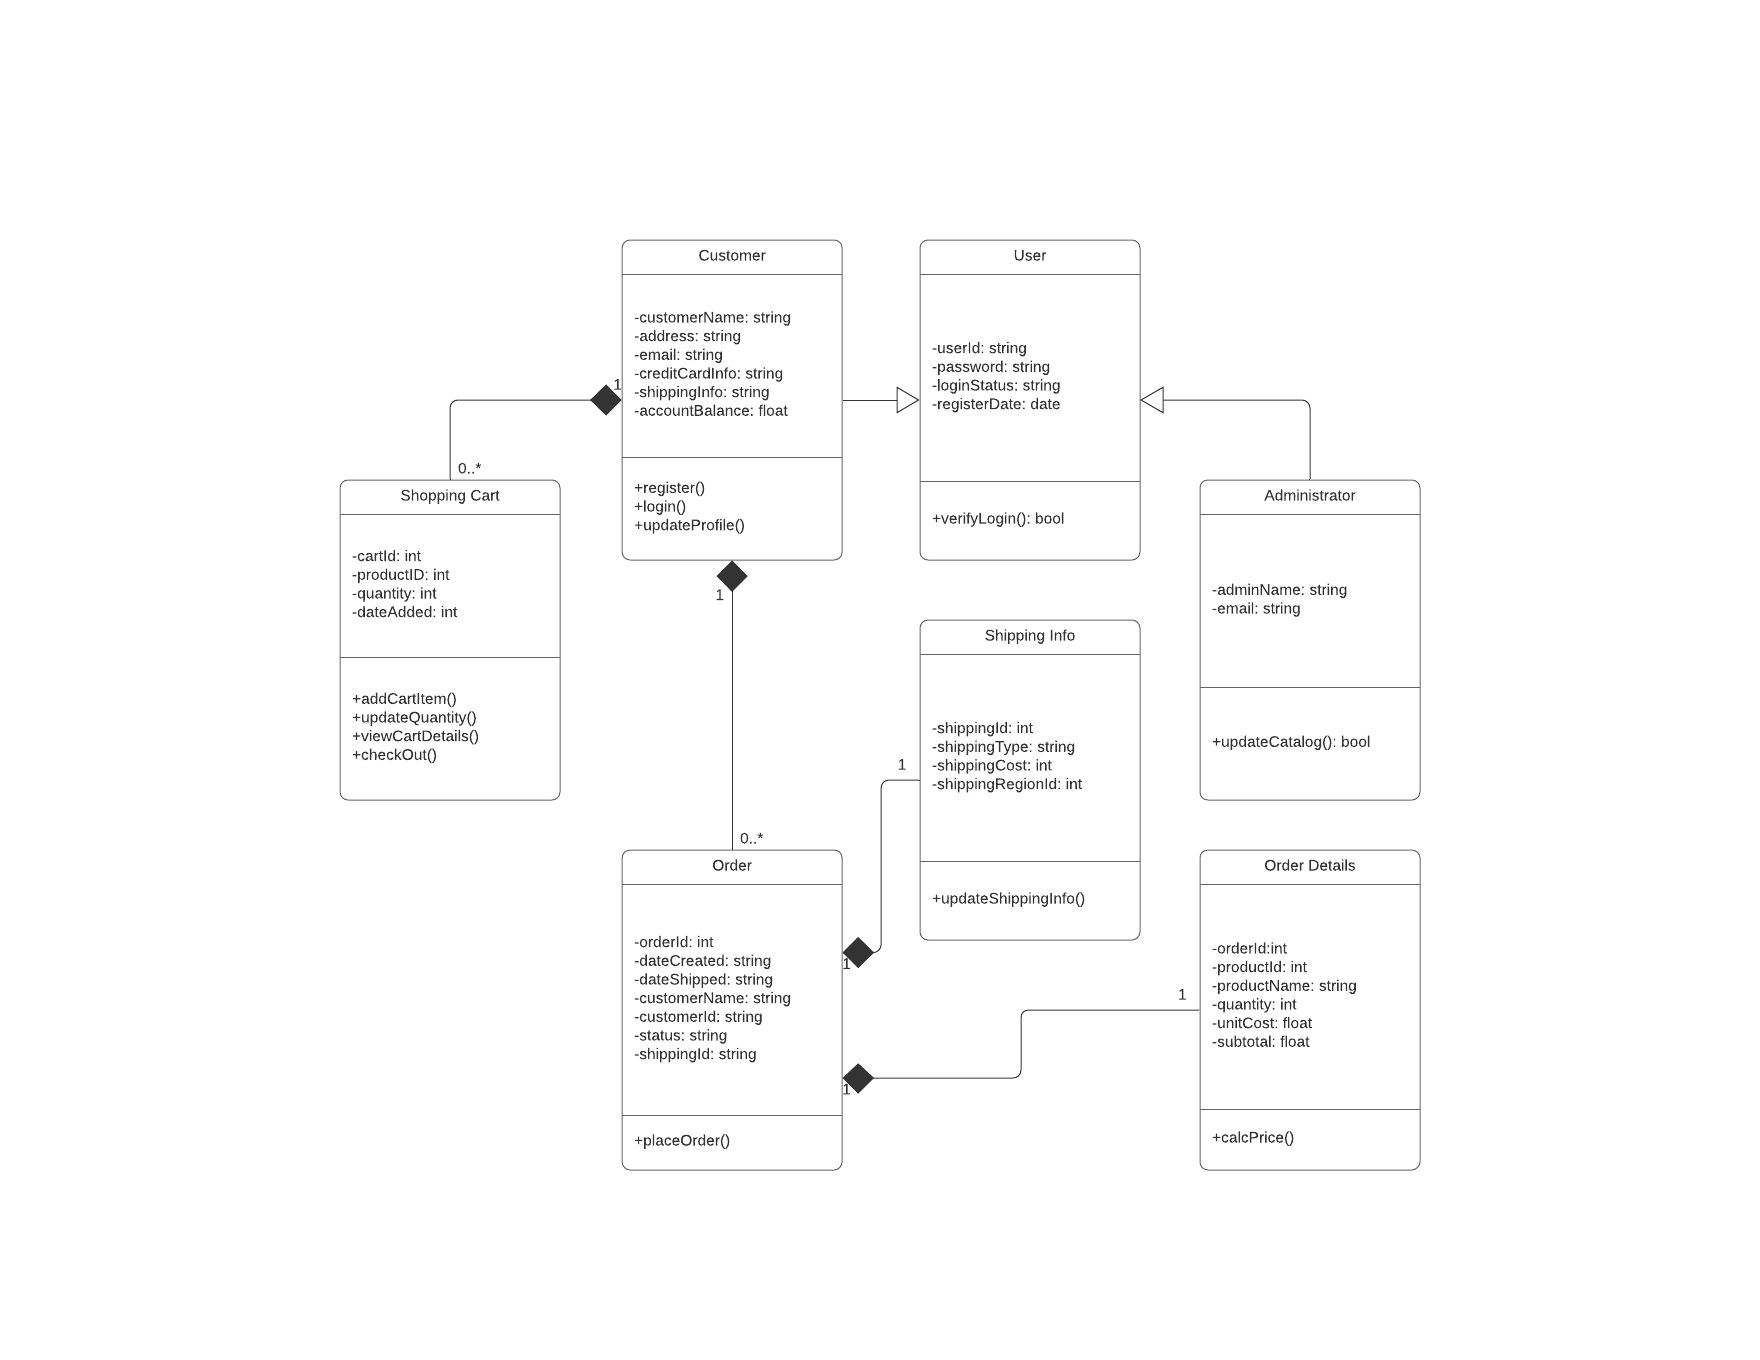 Customer
-customerName: string
-address: string
-email: string
-creditCardInfo: string
-shippingInfo: string
-accountBalance: float
+register()
+login()
+updateProfile()
User
-userId: string
-password: string
-loginStatus: string
-registerDate: date
+verifyLogin(): bool
1
0..*
Shopping Cart
-cartId: int
-productID: int
-quantity: int
-dateAdded: int
+addCartItem()
+updateQuantity()
+viewCartDetails()
+checkOut()
Administrator
-adminName: string
-email: string
+updateCatalog(): bool
1
0..*
Shipping Info
-shippingId: int
-shippingType: string
-shippingCost: int
-shippingRegionId: int
+updateShippingInfo()
1
1
Order
-orderId: int
-dateCreated: string
-dateShipped: string
-customerName: string
-customerId: string
-status: string
-shippingId: string
+placeOrder()
1
1
Order Details
-orderId:int
-productId: int
-productName: string
-quantity: int
-unitCost: float
-subtotal: float
+calcPrice()